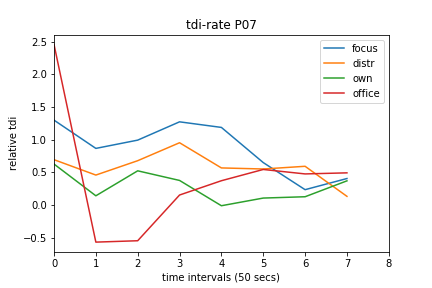 tdi-rate P07
focus
distr
own
office
relative tdi
2.5
2.0
1.5
1.0
0.5
0.0
−0.5
0 1 2 3 4 5 6 7 8
time intervals (50 secs)